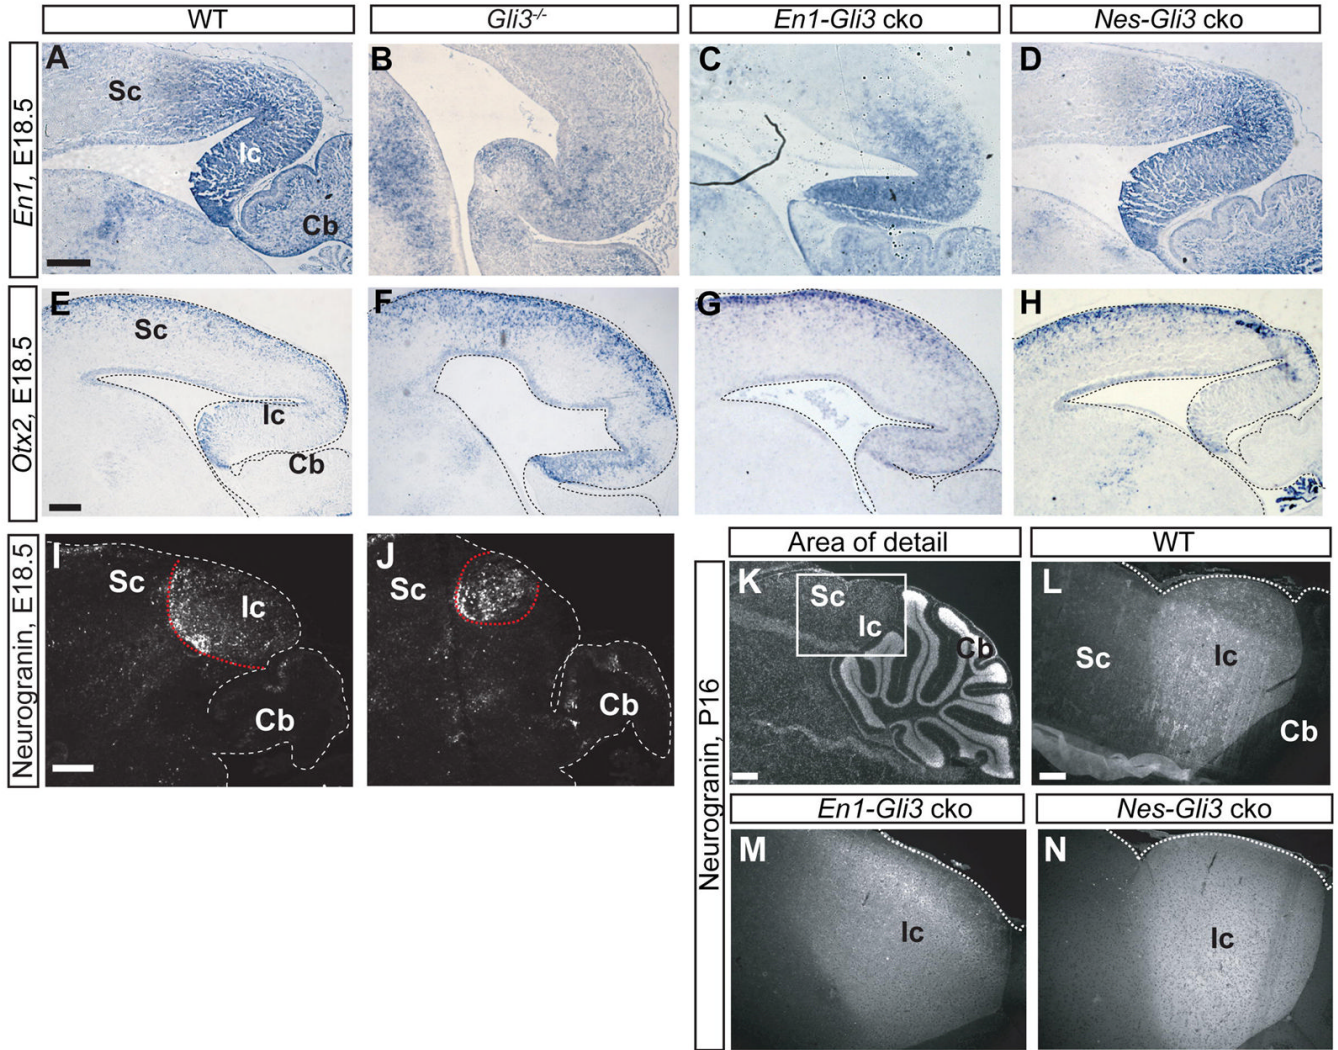 WT
Gli3-/-
En1-Gli3 cko
Nes-Gli3 cko
En1, E18.5
A
Sc
Ic
Cb
B
C
D
Otx2, E18.5
E
Sc
Ic
Cb
F
G
H
Neurogranin, E18.5
I
Sc
Ic
Cb
J
Sc
Cb
Area of detail
WT
Neurogranin, P16
K
Sc
Ic
Cb
L
Sc
Ic
Cb
En1-Gli3 cko
Nes-Gli3 cko
M
Ic
N
Ic